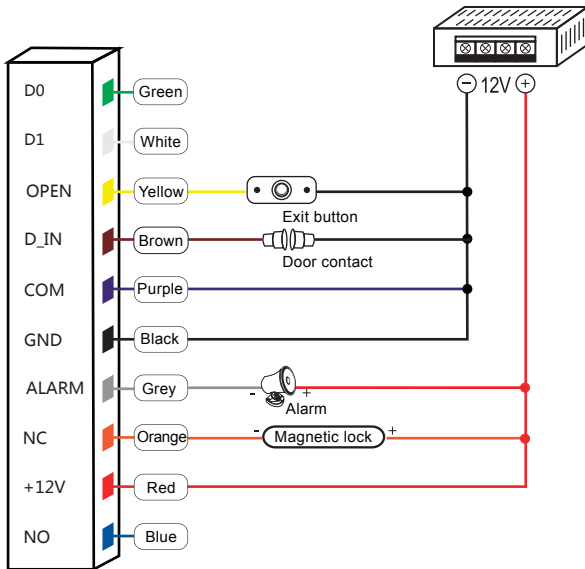 ⊖ 12V ⊕
D0 Green
D1 White
OPEN Yellow
Exit button
D_IN Brown
Door contact
COM Purple
GND Black
ALARM Grey - +
Alarm
NC Orange - Magnetic lock +
+12V Red
NO Blue